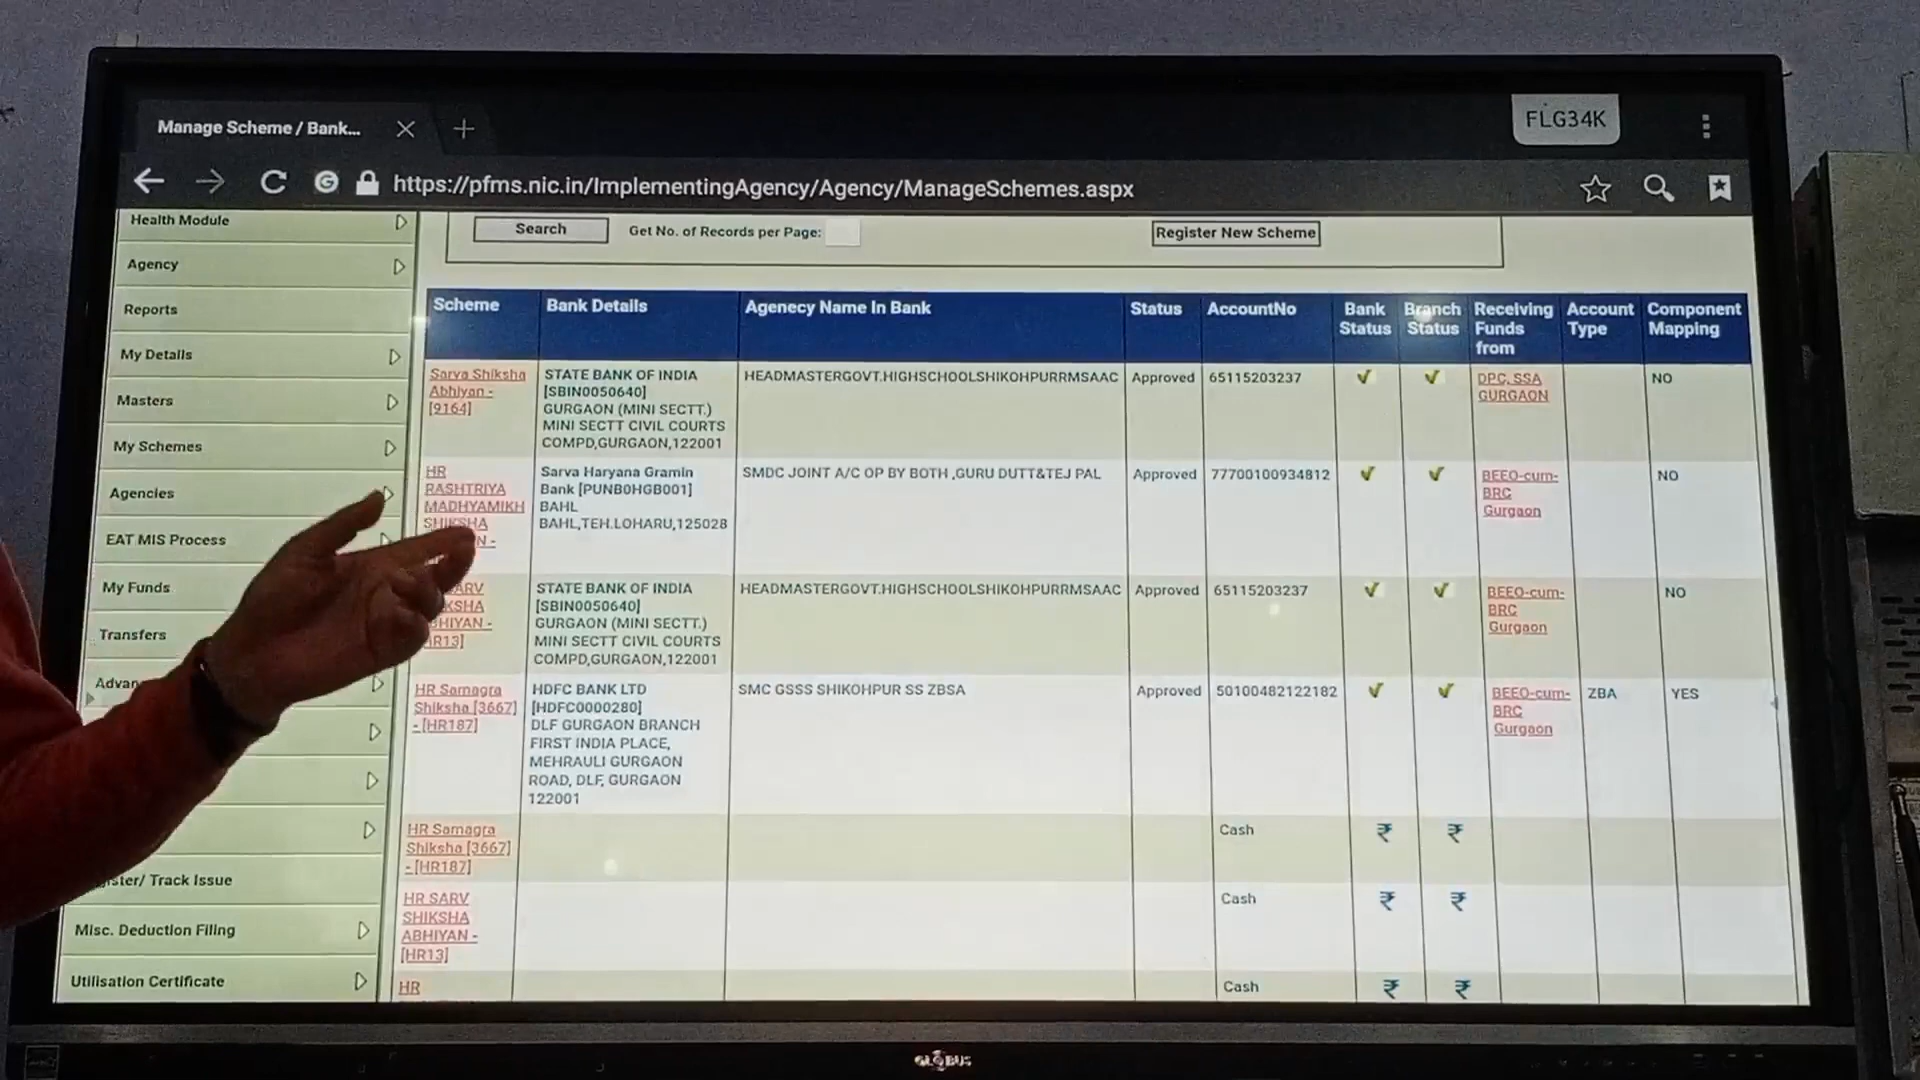 Manage Scheme / Bank...
FLG34K
https://pfms.nic.in/ImplementingAgency/Agency/ManageSchemes.aspx
Health Module
Agency
Reports
My Details
Masters
My Schemes
Agencies
EAT MIS Process
My Funds
Transfers
Advan
ster/ Track Issue
Misc. Deduction Filing
Utilisation Certificate
Search
Get No. of Records per Page:
Register New Scheme
Scheme
Bank Details
Agenecy Name In Bank
Status
AccountNo
Bank
Status
Branch
Status
Receiving
Funds
from
Account
Type
Component
Mapping
Sarva Shiksha
Abhiyan -
[9164]
STATE BANK OF INDIA
[SBIN0050640]
GURGAON (MINI SECTT.)
MINI SECTT CIVIL COURTS
COMPD,GURGAON,122001
HEADMASTERGOVT.HIGHSCHOOLSHIKOHPURRMSAAC
Approved
65115203237
DPC, SSA
GURGAON
NO
HR
RASHTRIYA
MADHYAMIKH
SHIKSHA
N -
Sarva Haryana Gramin
Bank [PUNB0HGB001]
BAHL
BAHL,TEH.LOHARU,125028
SMDC JOINT A/C OP BY BOTH ,GURU DUTT&TEJ PAL
Approved
77700100934812
BEEO-cum-
BRC
Gurgaon
NO
ARV
KSHA
HIYAN -
R13]
STATE BANK OF INDIA
[SBIN0050640]
GURGAON (MINI SECTT.)
MINI SECTT CIVIL COURTS
COMPD,GURGAON,122001
HEADMASTERGOVT.HIGHSCHOOLSHIKOHPURRMSAAC
Approved
65115203237
BEEO-cum-
BRC
Gurgaon
NO
HR Samagra
Shiksha [3667]
- [HR187]
HDFC BANK LTD
[HDFC0000280]
DLF GURGAON BRANCH
FIRST INDIA PLACE,
MEHRAULI GURGAON
ROAD, DLF, GURGAON
122001
SMC GSSS SHIKOHPUR SS ZBSA
Approved
50100482122182
BEEO-cum-
BRC
Gurgaon
ZBA
YES
HR Samagra
Shiksha [3667]
- [HR187]
Cash
₹ ₹
HR SARV
SHIKSHA
ABHIYAN -
[HR13]
Cash
₹ ₹
HR
Cash
₹ ₹
GLOBUS